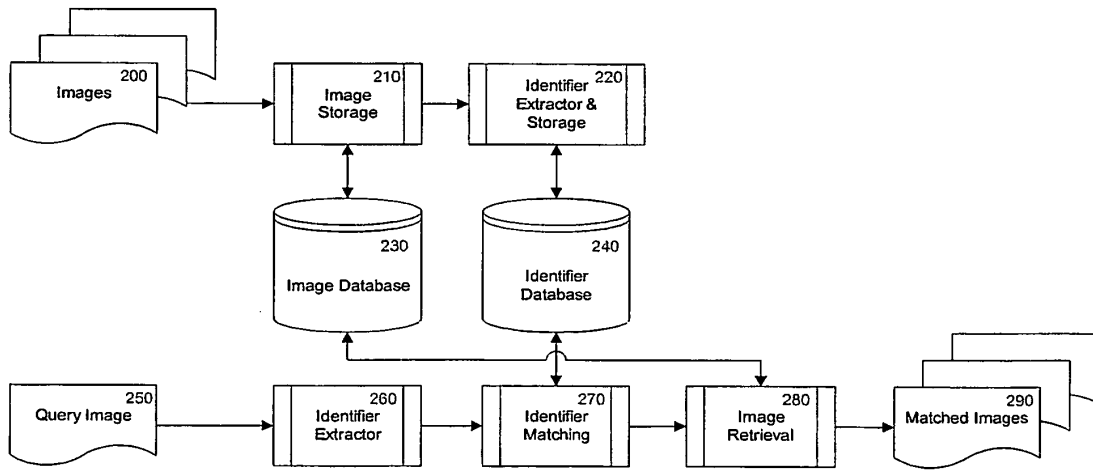 200
Images
210
Image
Storage
220
Identifier
Extractor &
Storage
230
Image Database
240
Identifier
Database
250
Query Image
260
Identifier
Extractor
270
Identifier
Matching
280
Image
Retrieval
290
Matched Images